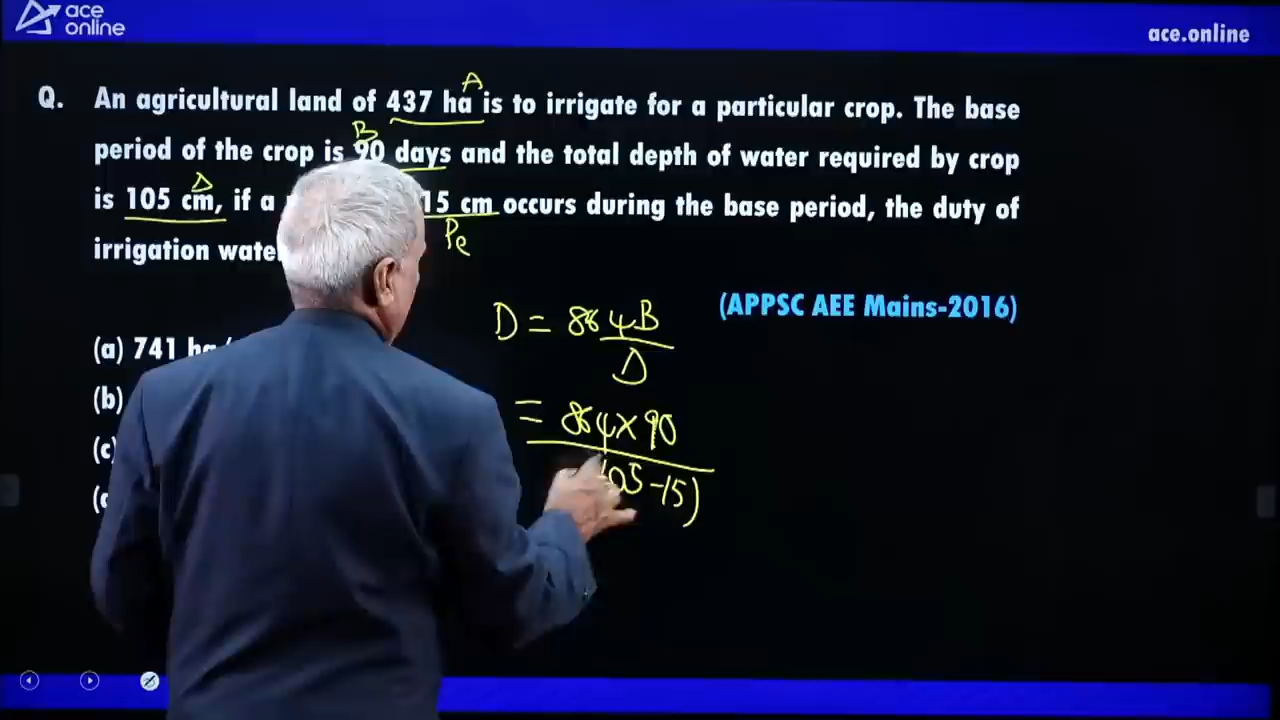 ace
online
ace.online
A
Q. An agricultural land of 437 ha is to irrigate for a particular crop. The base
B
period of the crop is 90 days and the total depth of water required by crop
D
is 105 cm, if a 15 cm occurs during the base period, the duty of
Pe
irrigation
(APPSC AEE Mains-2016)
D = 864B
D
(a) 741
= 864×90
(b)
(105-15)